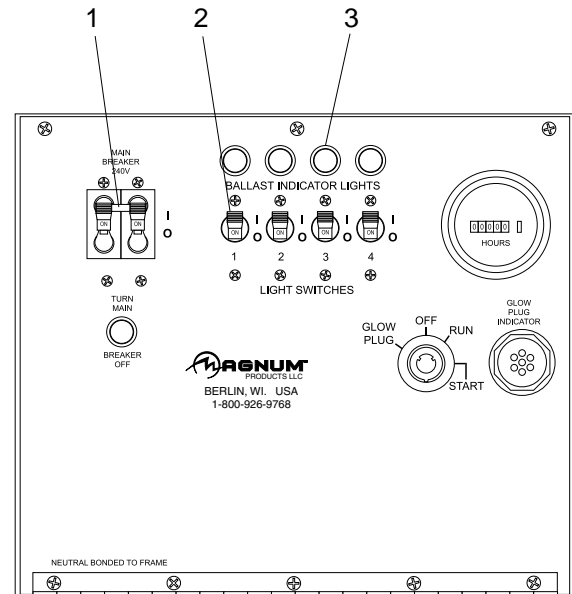 1 2 3
MAIN
BREAKER
240V
BALLAST INDICATOR LIGHTS
ON ON I O
ON ON ON ON I O I O
1 2 3 4
LIGHT SWITCHES
00000
HOURS
TURN
MAIN
BREAKER
OFF
MAGNUM
PRODUCTS LLC
BERLIN, WI. USA
1-800-926-9768
GLOW
PLUG
OFF
RUN
START
GLOW
PLUG
INDICATOR
NEUTRAL BONDED TO FRAME